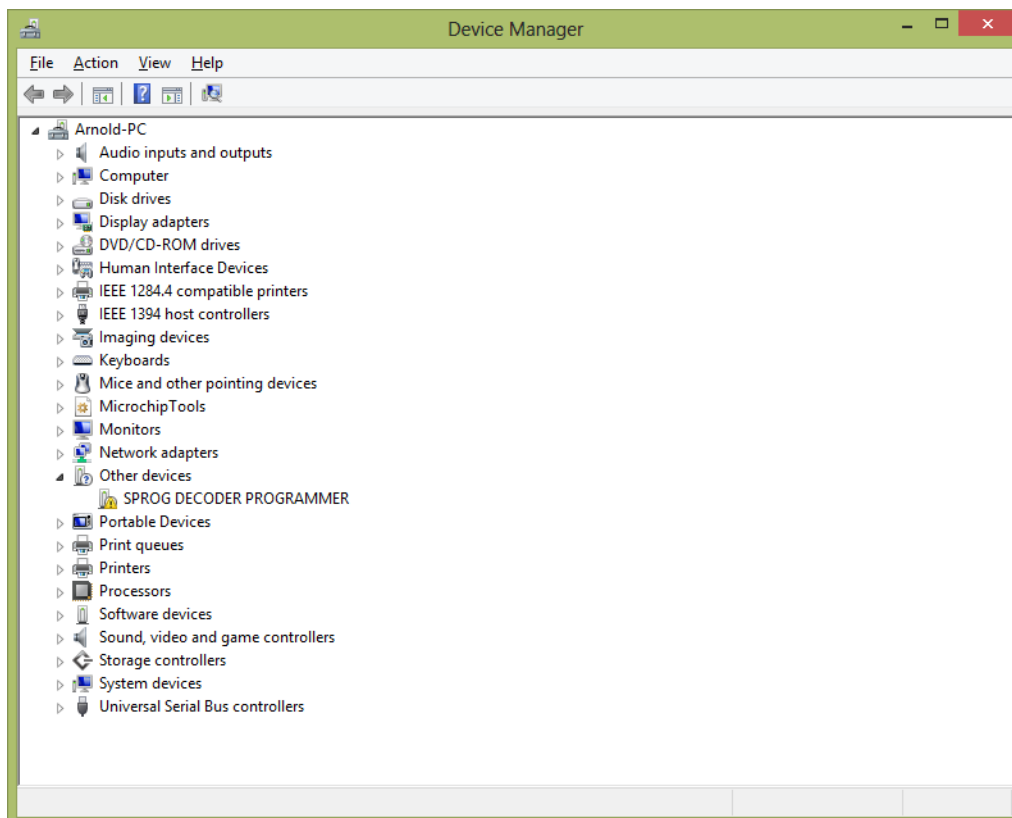 Device Manager
File Action View Help
Arnold-PC
Audio inputs and outputs
Computer
Disk drives
Display adapters
DVD/CD-ROM drives
Human Interface Devices
IEEE 1284.4 compatible printers
IEEE 1394 host controllers
Imaging devices
Keyboards
Mice and other pointing devices
MicrochipTools
Monitors
Network adapters
Other devices
SPROG DECODER PROGRAMMER
Portable Devices
Print queues
Printers
Processors
Software devices
Sound, video and game controllers
Storage controllers
System devices
Universal Serial Bus controllers